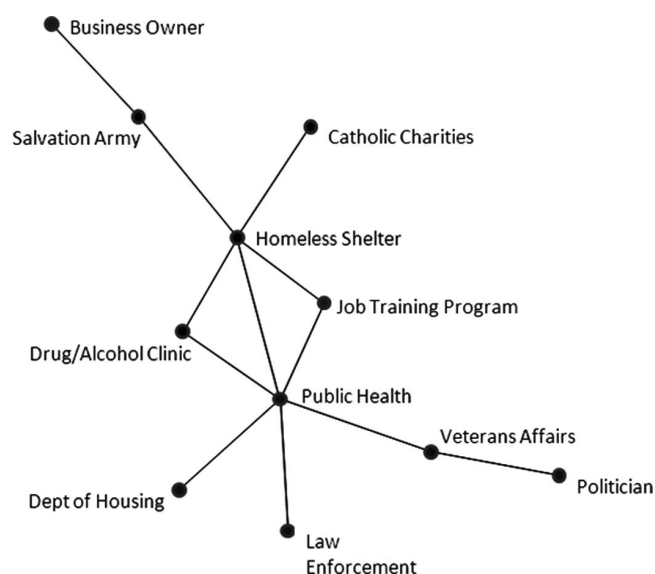 Business Owner
Salvation Army
Catholic Charities
Homeless Shelter
Job Training Program
Drug/Alcohol Clinic
Public Health
Veterans Affairs
Politician
Dept of Housing
Law
Enforcement